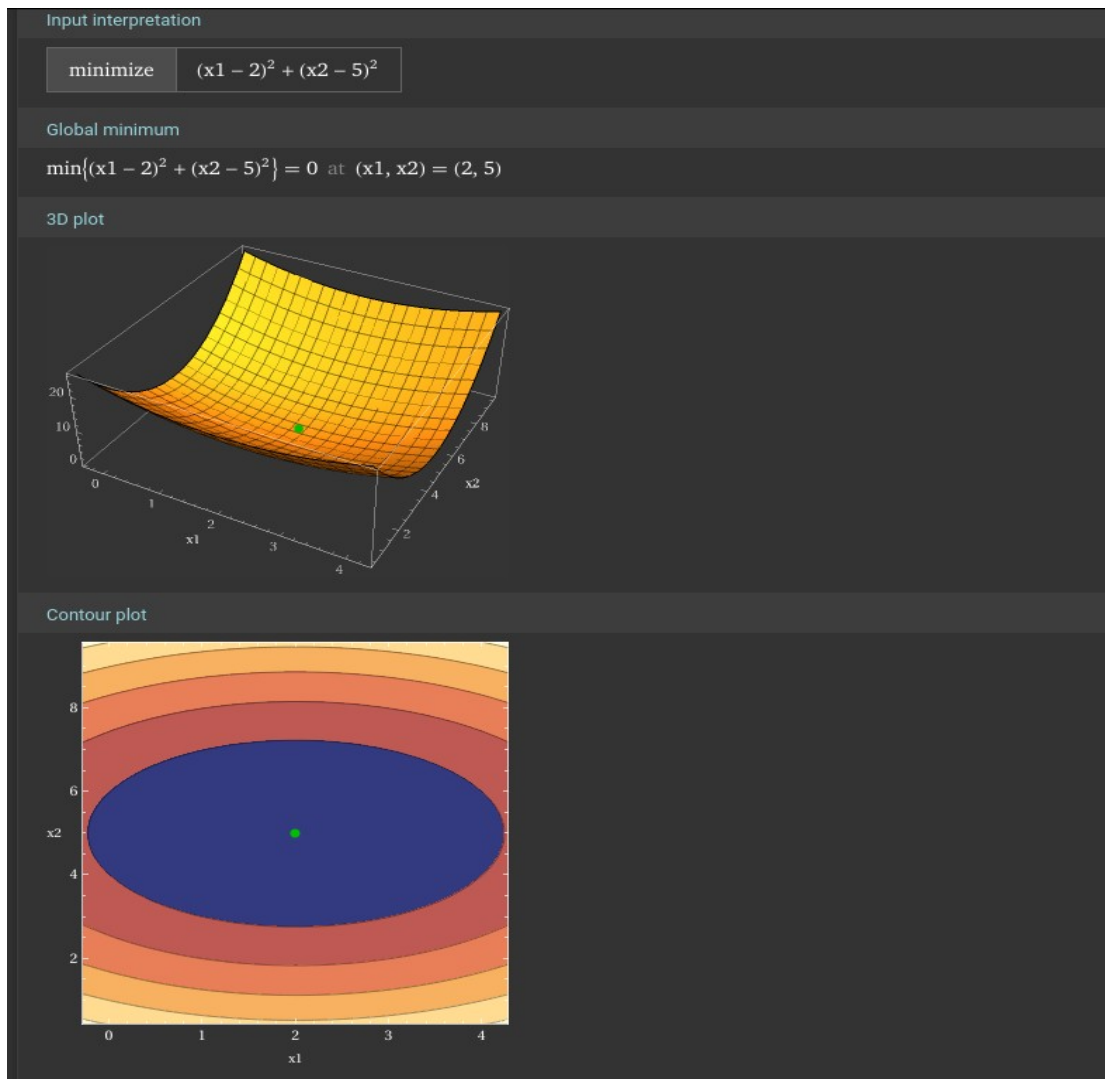 Input interpretation
minimize (x1 − 2)² + (x2 − 5)²
Global minimum
min{(x1 − 2)² + (x2 − 5)²} = 0 at (x1, x2) = (2, 5)
3D plot
20
10
0
0
1
2
3
4
x1
2
4
6
8
x2
Contour plot
8
6
x2
4
2
0 1 2 3 4
x1